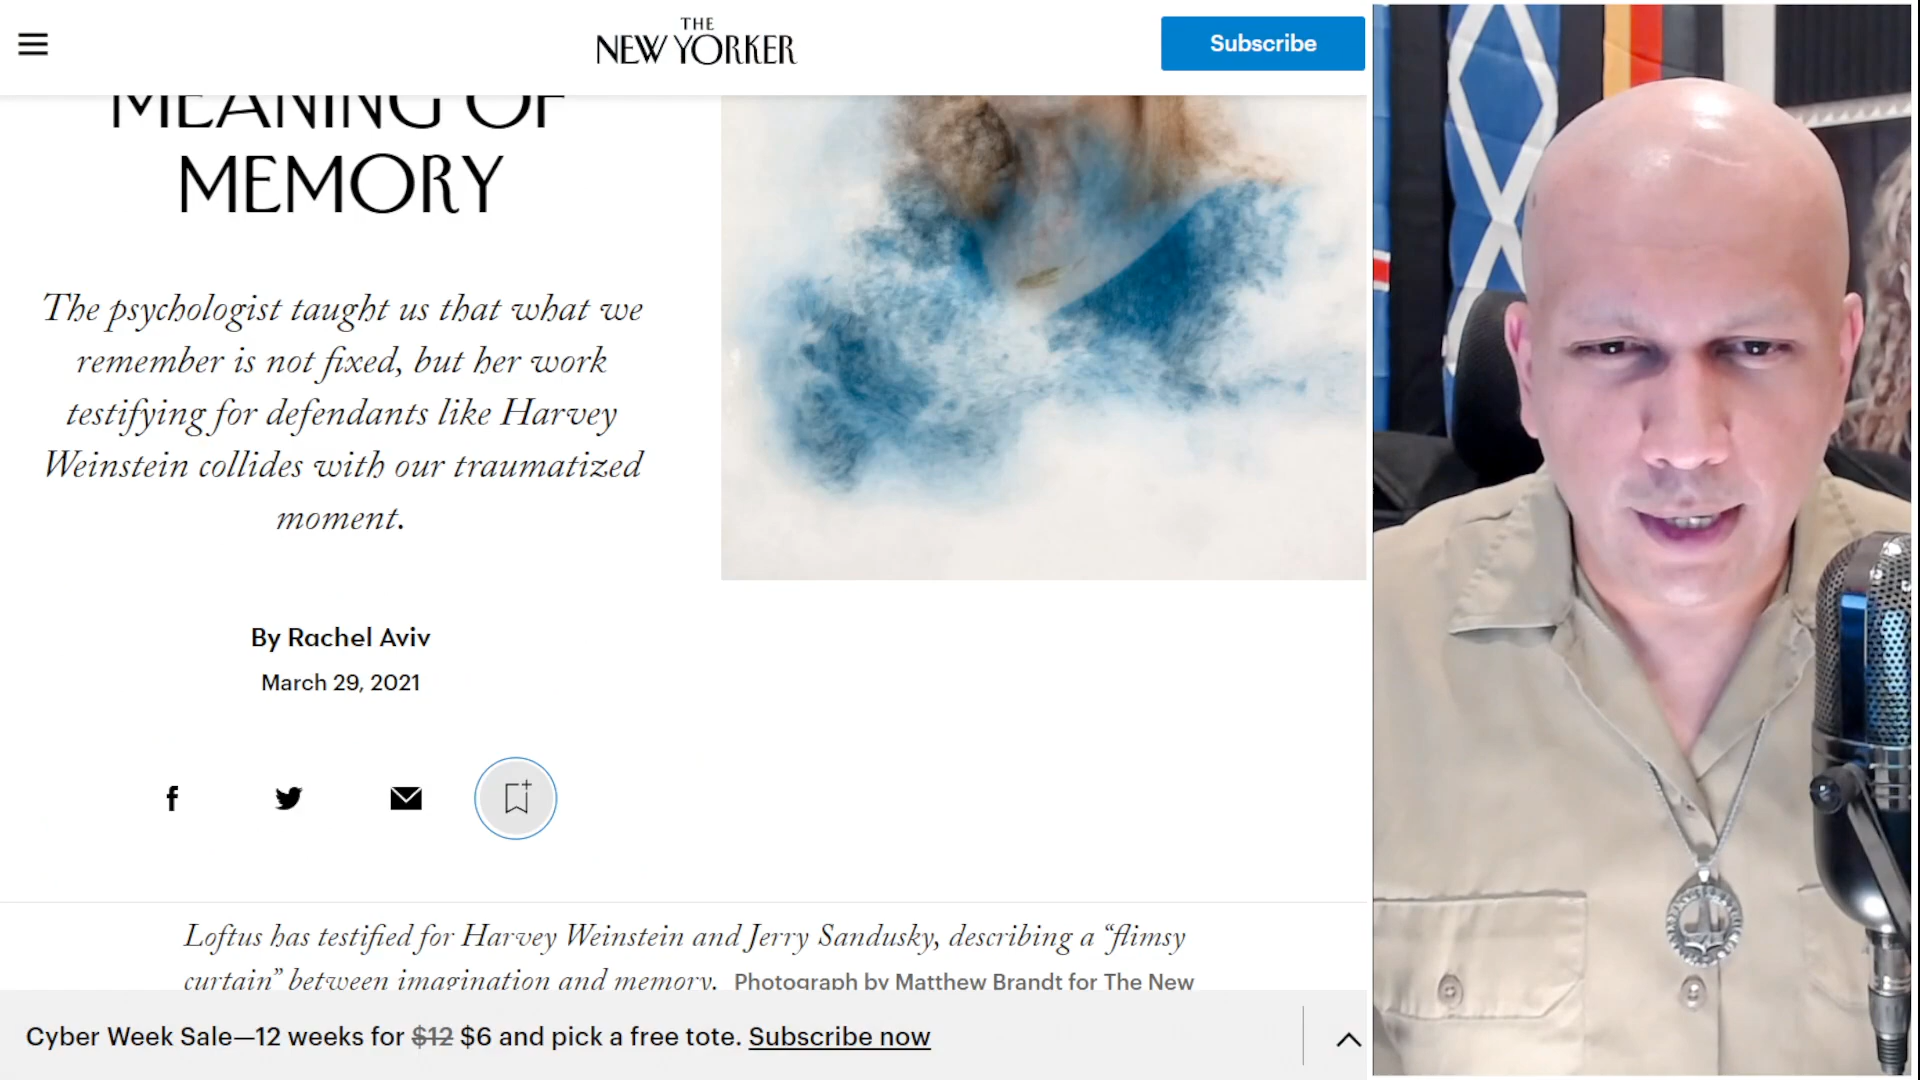 THE
NEW YORKER
Subscribe
MEANING OF
MEMORY
The psychologist taught us that what we
remember is not fixed, but her work
testifying for defendants like Harvey
Weinstein collides with our traumatized
moment.
By Rachel Aviv
March 29, 2021
Loftus has testified for Harvey Weinstein and Jerry Sandusky, describing a “flimsy
curtain” between imagination and memory. Photograph by Matthew Brandt for The New
Cyber Week Sale—12 weeks for $12 $6 and pick a free tote. Subscribe now